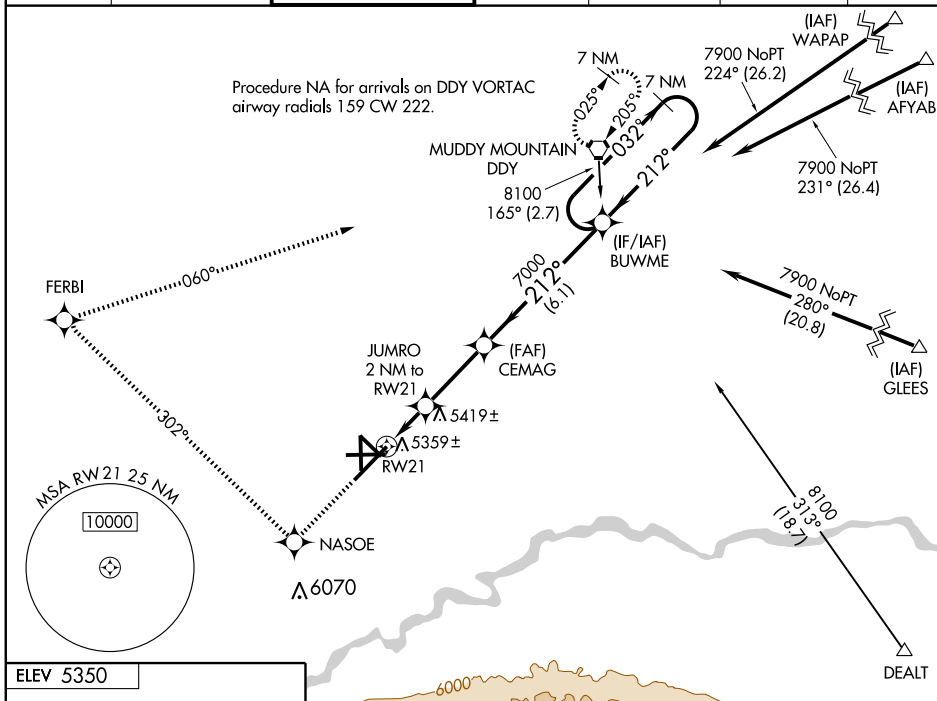 (IAF)
WAPAP
7900 NoPT
224° (26.2)
(IAF)
AFYAB
7900 NoPT
231° (26.4)
Procedure NA for arrivals on DDY VORTAC
airway radials 159 CW 222.
7 NM
7 NM
025°
205°
032°
212°
MUDDY MOUNTAIN
DDY
8100
165° (2.7)
(IF/IAF)
BUWME
7000
212°
(6.1)
060°
FERBI
7900 NoPT
280°
(20.8)
(IAF)
GLEES
JUMRO
2 NM to
RW21
(FAF)
CEMAG
5419±
5359±
RW21
302°
MSA RW21 25 NM
10000
NASOE
6070
8100
313°
(18.7)
DEALT
ELEV 5350
6000